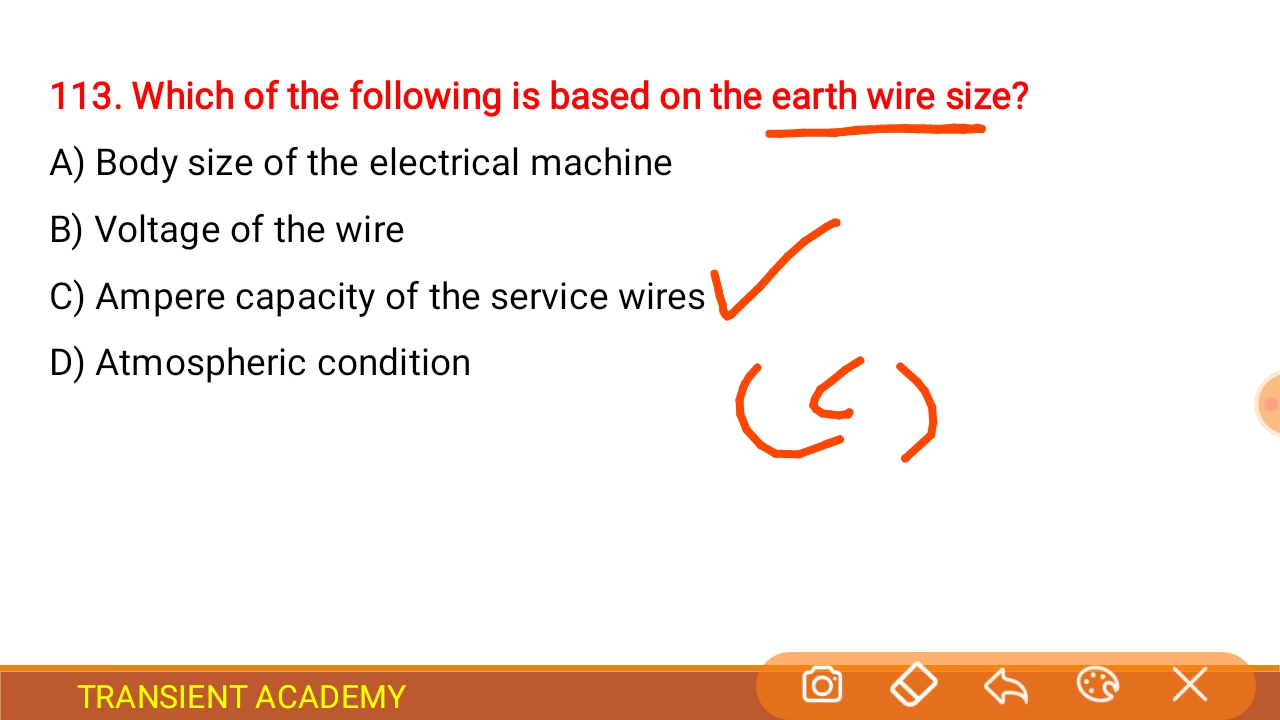 113. Which of the following is based on the earth wire size?
A) Body size of the electrical machine
B) Voltage of the wire
C) Ampere capacity of the service wires
D) Atmospheric condition
(c)
TRANSIENT ACADEMY